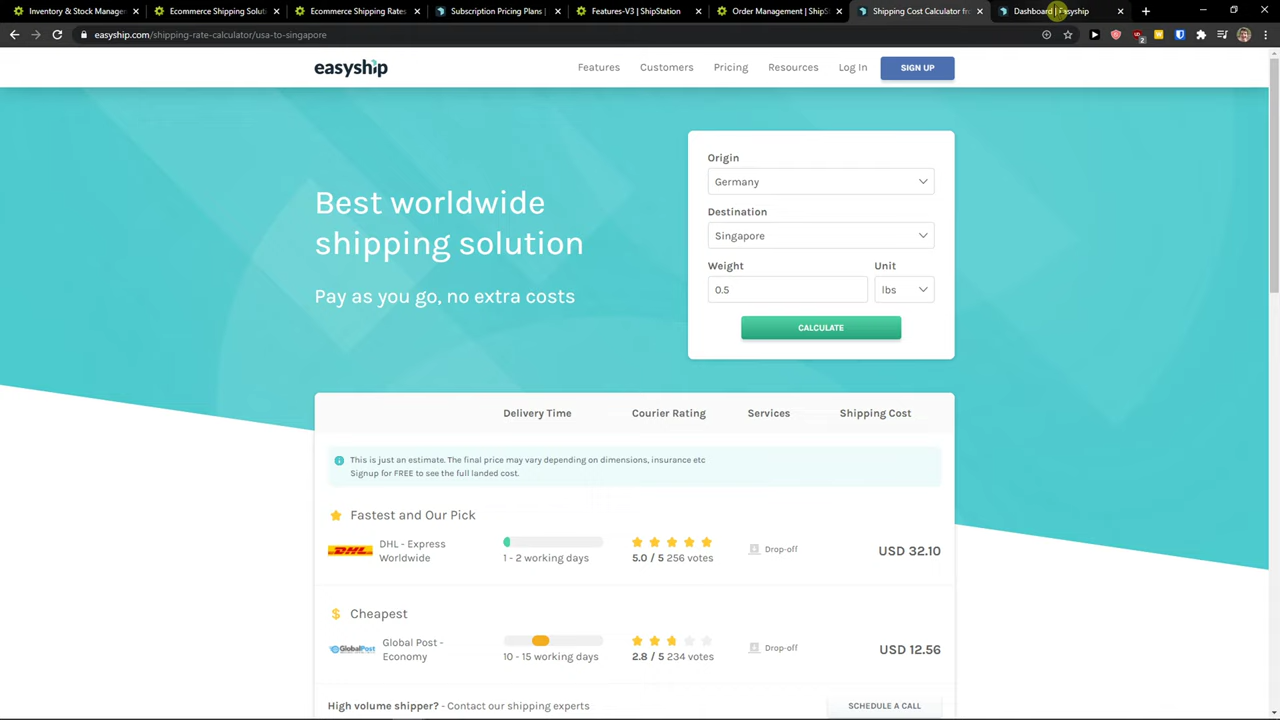 Inventory & Stock Manager
Ecommerce Shipping Soluti
Ecommerce Shipping Rates
Subscription Pricing Plans |
Features-V3 | ShipStation
Order Management | ShipS
Shipping Cost Calculator fro
Dashboard | Easyship
easyship.com/shipping-rate-calculator/usa-to-singapore
2
easyship
Features
Customers
Pricing
Resources
Log In
SIGN UP
Best worldwide
shipping solution
Pay as you go, no extra costs
Origin
Germany
Destination
Singapore
Weight
Unit
0.5
lbs
CALCULATE
Delivery Time
Courier Rating
Services
Shipping Cost
This is just an estimate. The final price may vary depending on dimensions, insurance etc
Signup for FREE to see the full landed cost.
Fastest and Our Pick
DHL
DHL - Express
Worldwide
1 - 2 working days
5.0 / 5 256 votes
Drop-off
USD 32.10
$ Cheapest
GlobalPost
Global Post -
Economy
10 - 15 working days
2.8 / 5 234 votes
Drop-off
USD 12.56
High volume shipper? - Contact our shipping experts
SCHEDULE A CALL